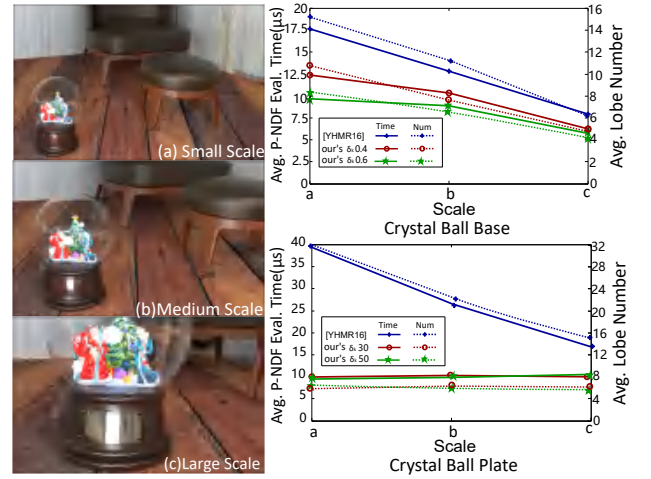 (a) Small Scale
(b)Medium Scale
(c)Large Scale
Avg. P-NDF Eval. Time(μs)
20
17.5
15
12.5
10
7.5
5
2.5
0
[YHMR16]
our's & 0.4
our's & 0.6
Time
Num
16
14
12
10
8
6
4
2
0
Avg. Lobe Number
a
b
c
Scale
Crystal Ball Base
Avg. P-NDF Eval. Time(μs)
40
35
30
25
20
15
10
5
0
[YHMR16]
our's & 30
our's & 50
Time
Num
32
28
24
20
16
12
8
4
0
Avg. Lobe Number
a
b
c
Scale
Crystal Ball Plate